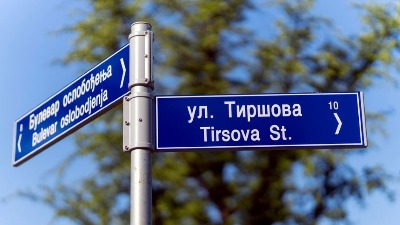 Булевар ослобођења
Bulevar oslobodjenja
ул. Тиршова 10
Tirsova St.